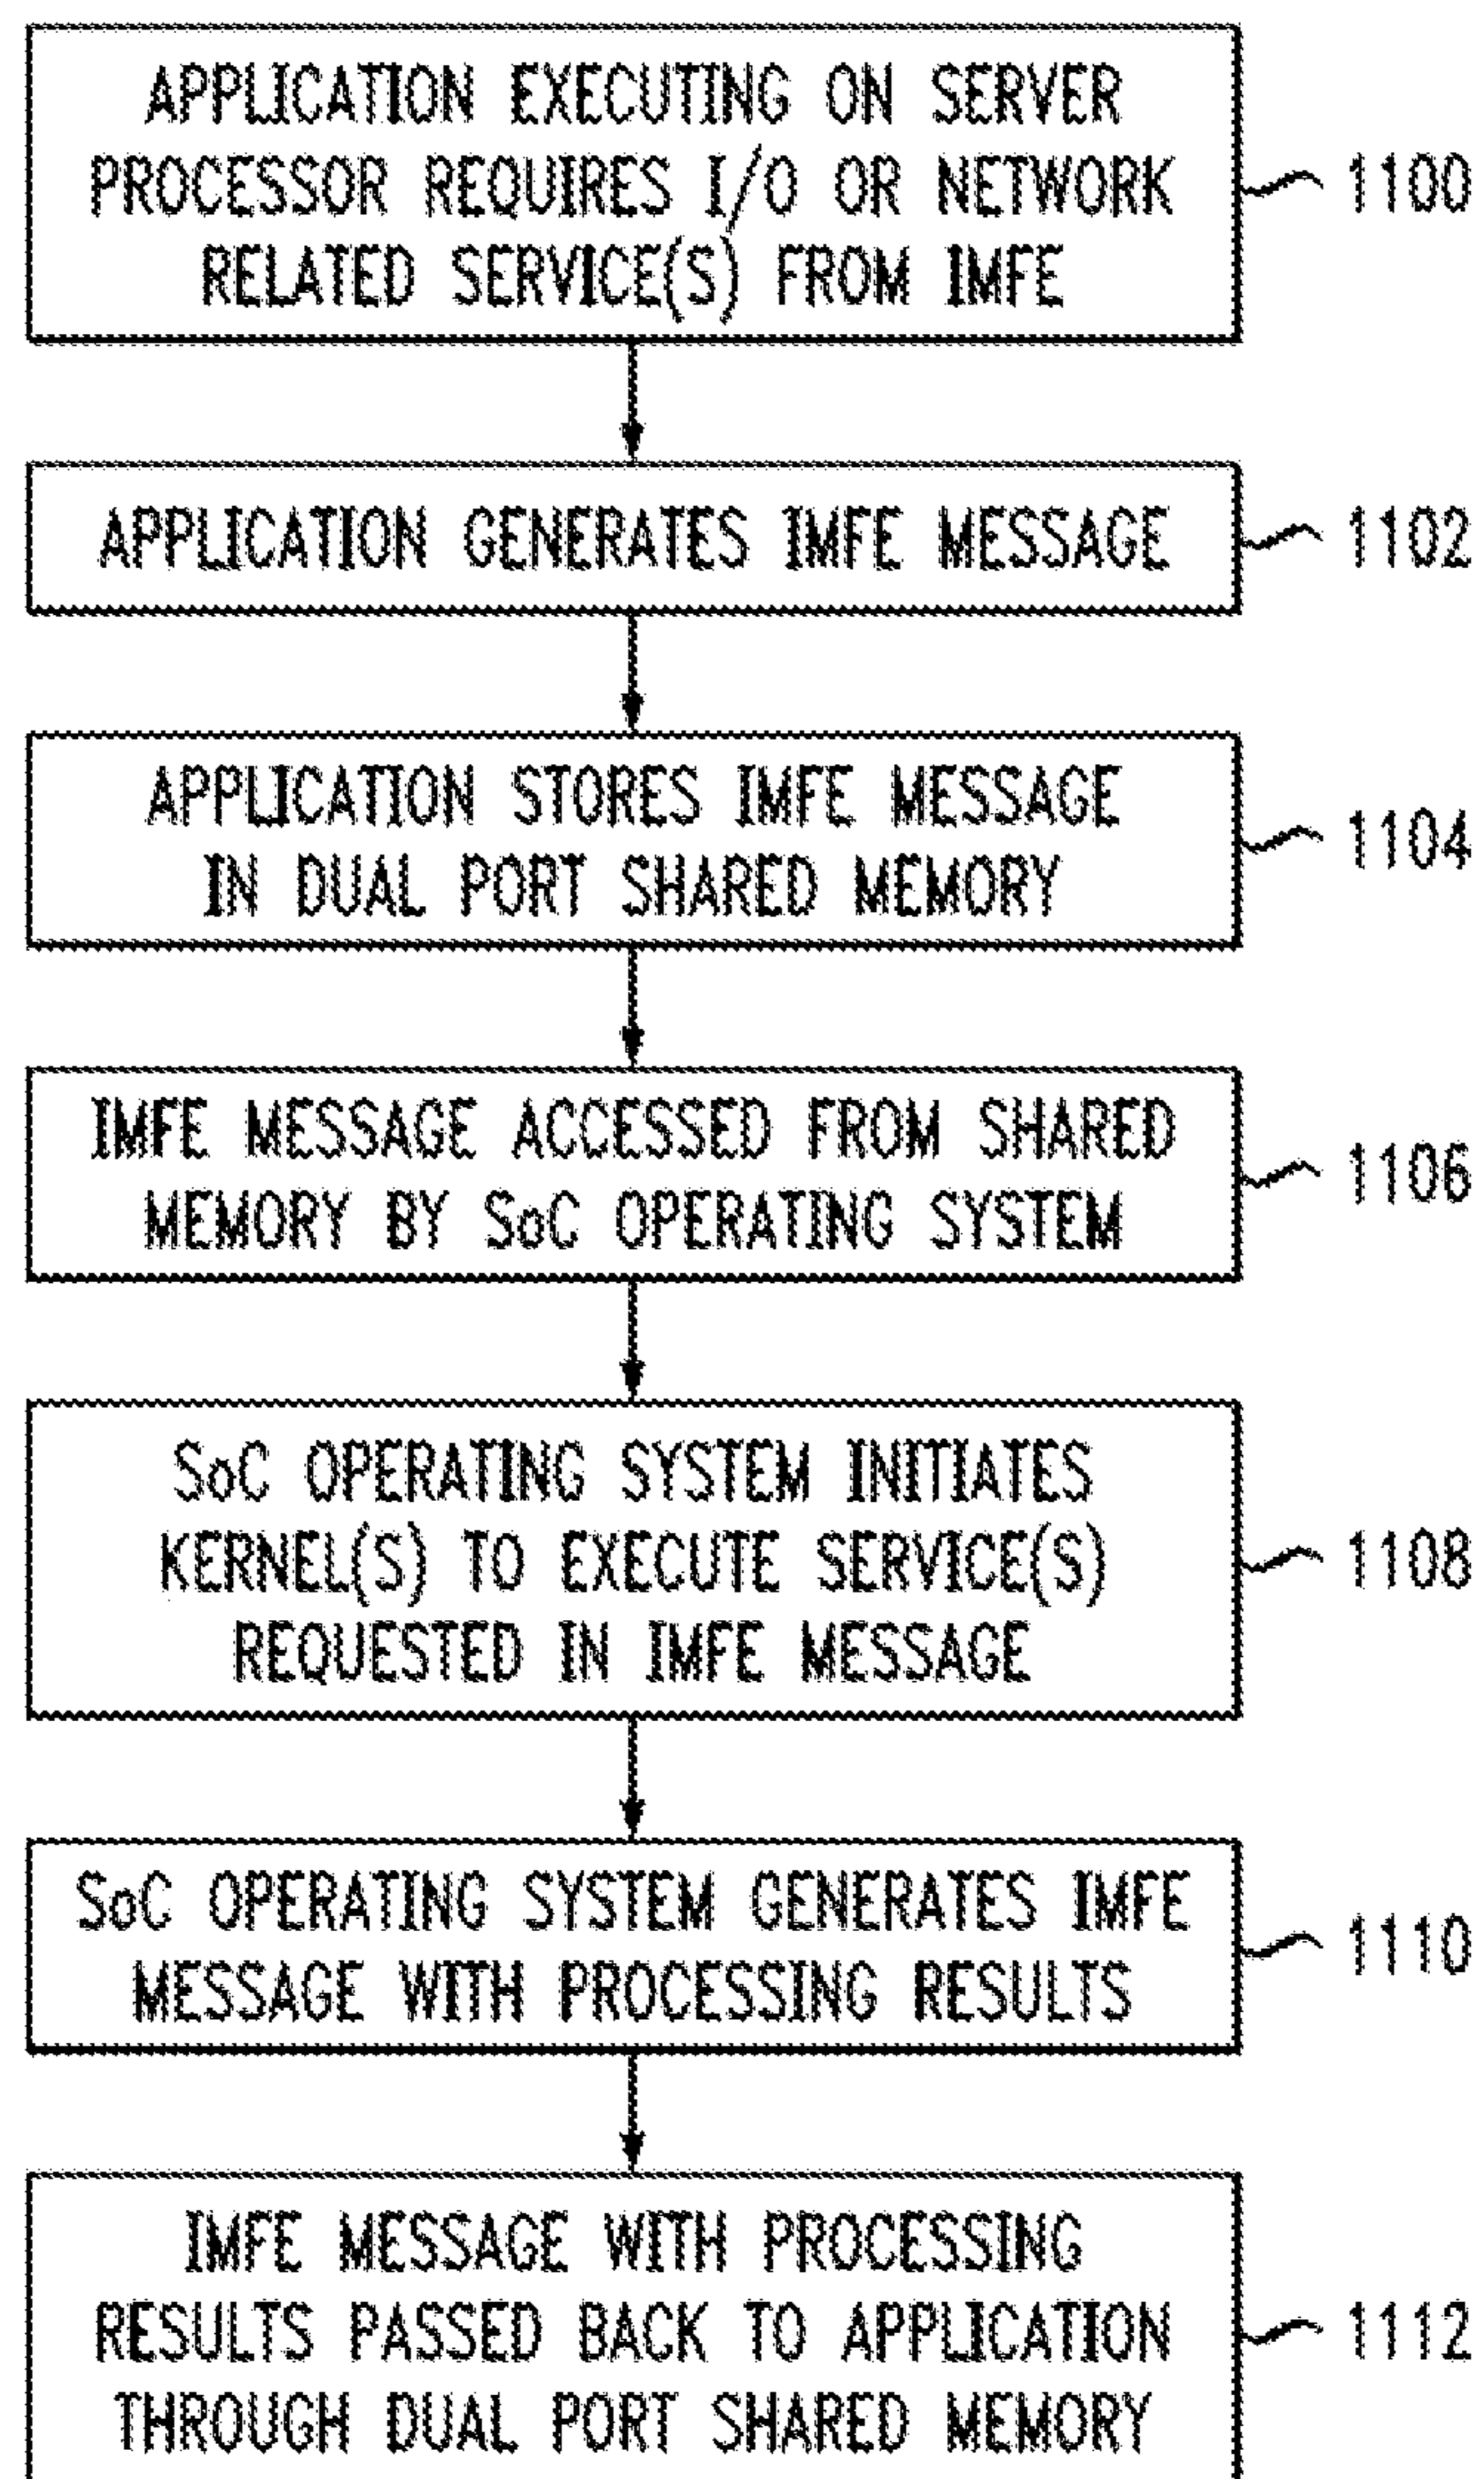 APPLICATION EXECUTING ON SERVER
PROCESSOR REQUIRES I/O OR NETWORK
RELATED SERVICE(S) FROM IMFE
1100
APPLICATION GENERATES IMFE MESSAGE
1102
APPLICATION STORES IMFE MESSAGE
IN DUAL PORT SHARED MEMORY
1104
IMFE MESSAGE ACCESSED FROM SHARED
MEMORY BY SoC OPERATING SYSTEM
1106
SoC OPERATING SYSTEM INITIATES
KERNEL(S) TO EXECUTE SERVICE(S)
REQUESTED IN IMFE MESSAGE
1108
SoC OPERATING SYSTEM GENERATES IMFE
MESSAGE WITH PROCESSING RESULTS
1110
IMFE MESSAGE WITH PROCESSING
RESULTS PASSED BACK TO APPLICATION
THROUGH DUAL PORT SHARED MEMORY
1112